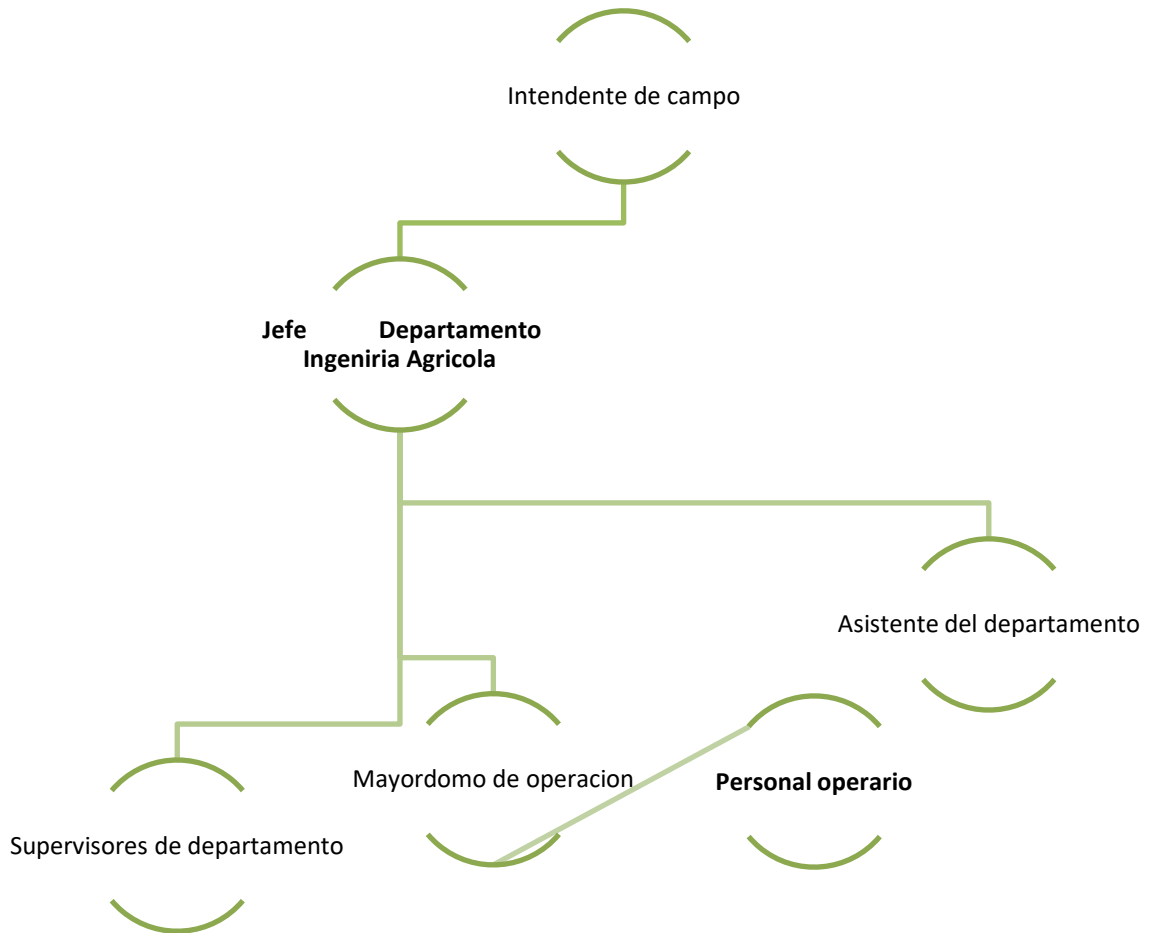 Intendente de campo
Jefe Departamento
Ingeniria Agricola
Asistente del departamento
Mayordomo de operacion
Personal operario
Supervisores de departamento